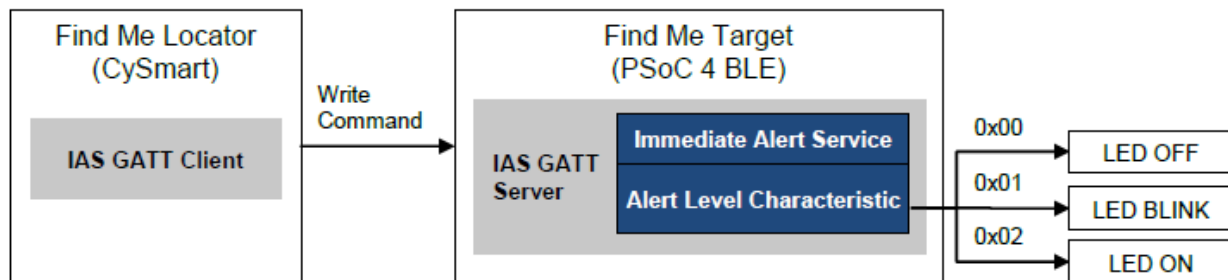 Find Me Locator
(CySmart)
IAS GATT Client
Write
Command
Find Me Target
(PSoC 4 BLE)
IAS GATT
Server
Immediate Alert Service
Alert Level Characteristic
0x00
LED OFF
0x01
LED BLINK
0x02
LED ON